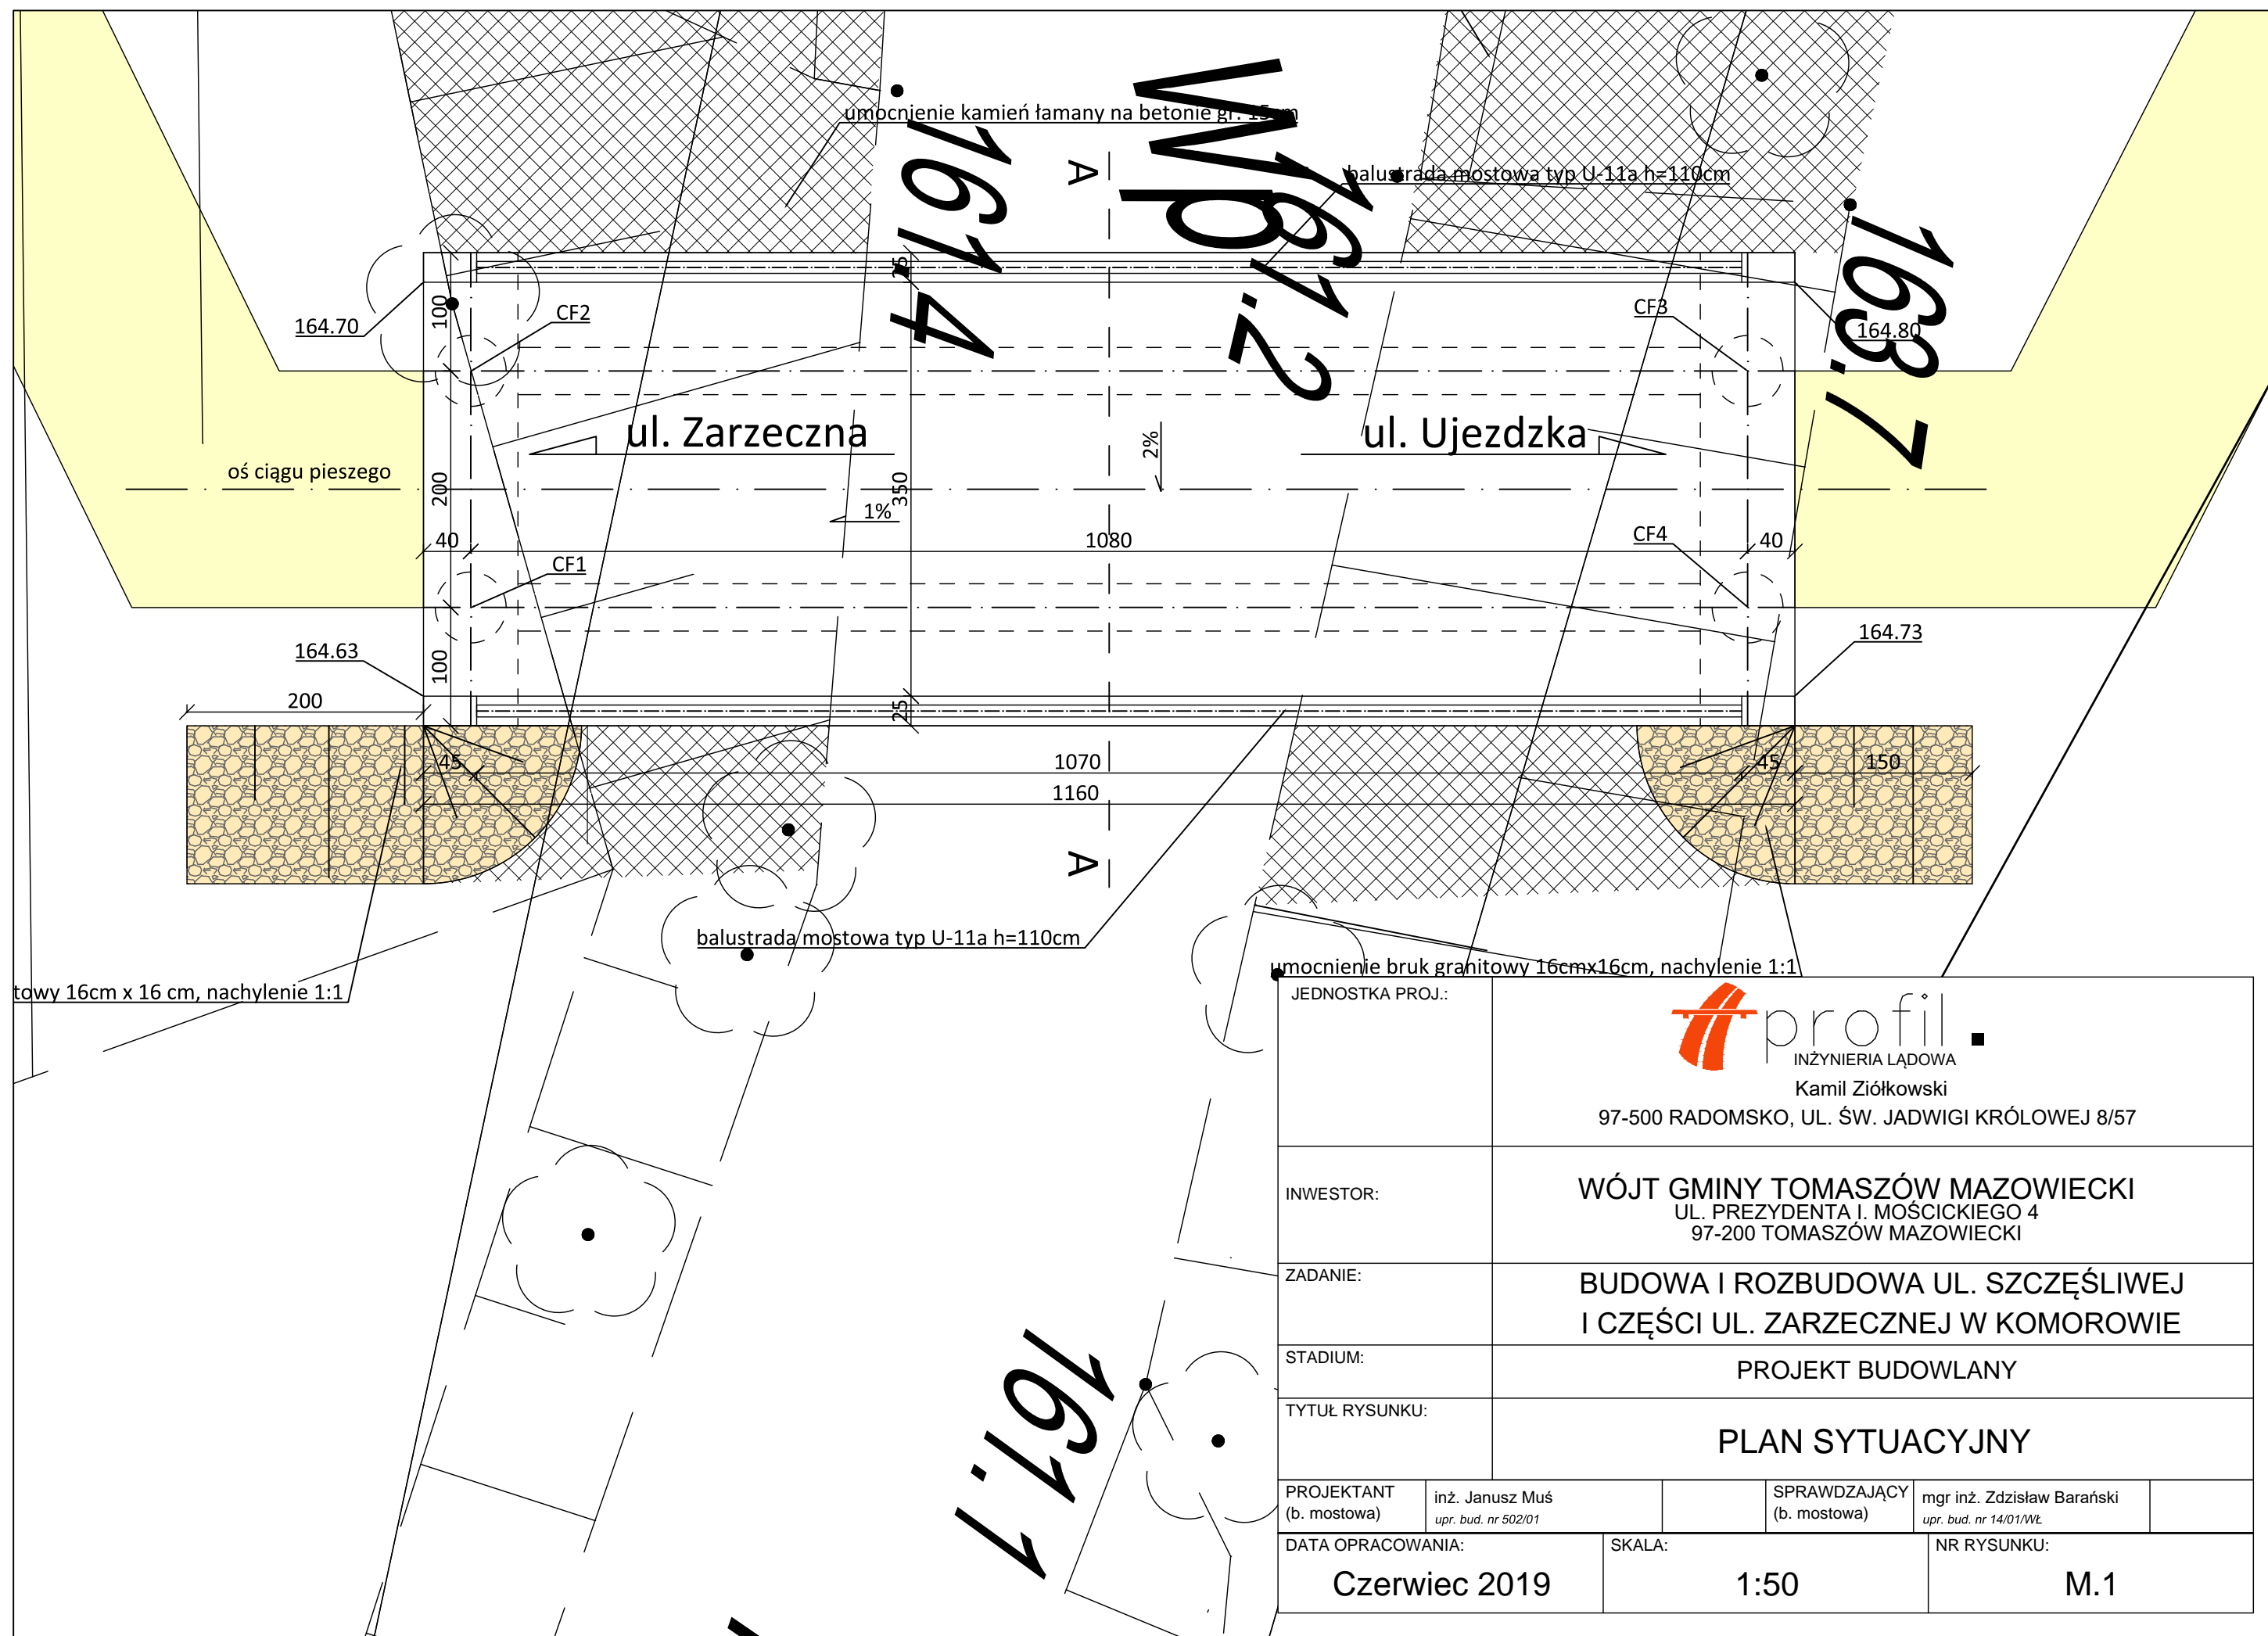 umocnienie kamień łamany na betonie gr. 15cm
balustrada mostowa typ U-11a h=110cm
Wp
161.4
161.2
163.7
A
25
100
CF2
CF3
164.70
164.80
ul. Zarzeczna
ul. Ujezdzka
oś ciągu pieszego
200
350
2%
1%
40
1080
40
CF1
CF4
164.63
164.73
100
200
25
45
1070
45
150
1160
A
balustrada mostowa typ U-11a h=110cm
umocnienie bruk granitowy 16cmx16cm, nachylenie 1:1
towy 16cm x 16 cm, nachylenie 1:1
161.1
JEDNOSTKA PROJ.:
profil.
INŻYNIERIA LĄDOWA
Kamil Ziółkowski
97-500 RADOMSKO, UL. ŚW. JADWIGI KRÓLOWEJ 8/57
INWESTOR:
WÓJT GMINY TOMASZÓW MAZOWIECKI
UL. PREZYDENTA I. MOŚCICKIEGO 4
97-200 TOMASZÓW MAZOWIECKI
ZADANIE:
BUDOWA I ROZBUDOWA UL. SZCZĘŚLIWEJ
I CZĘŚCI UL. ZARZECZNEJ W KOMOROWIE
STADIUM:
PROJEKT BUDOWLANY
TYTUŁ RYSUNKU:
PLAN SYTUACYJNY
PROJEKTANT
(b. mostowa)
inż. Janusz Muś
upr. bud. nr 502/01
SPRAWDZAJĄCY
(b. mostowa)
mgr inż. Zdzisław Barański
upr. bud. nr 14/01/WŁ
DATA OPRACOWANIA:
Czerwiec 2019
SKALA:
1:50
NR RYSUNKU:
M.1